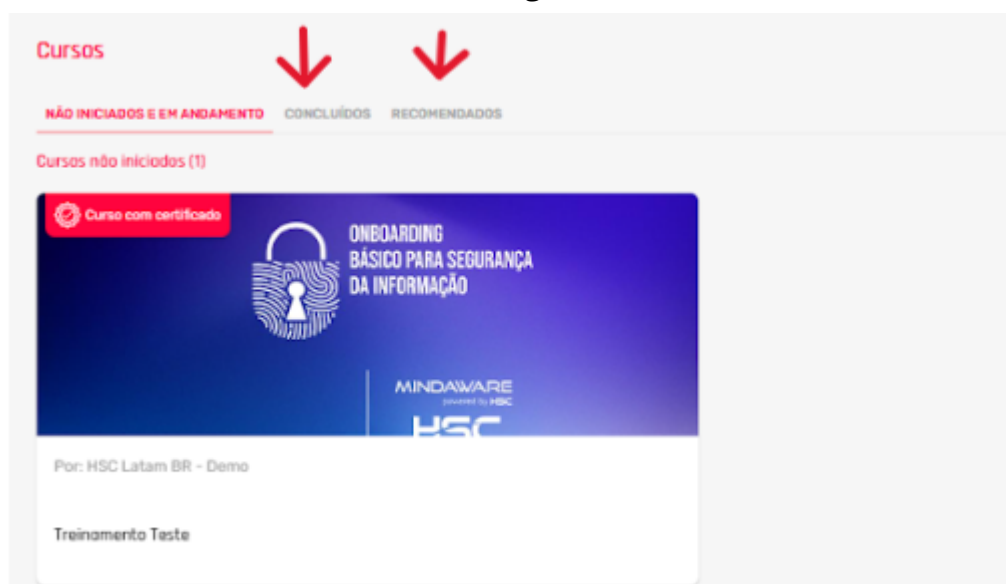 Cursos
NÃO INICIADOS E EM ANDAMENTO CONCLUÍDOS RECOMENDADOS
Cursos não iniciados (1)
Curso com certificado
ONBOARDING
BÁSICO PARA SEGURANÇA
DA INFORMAÇÃO
MINDAWARE
powered by HSC
HSC
Por: HSC Latam BR - Demo
Treinamento Teste